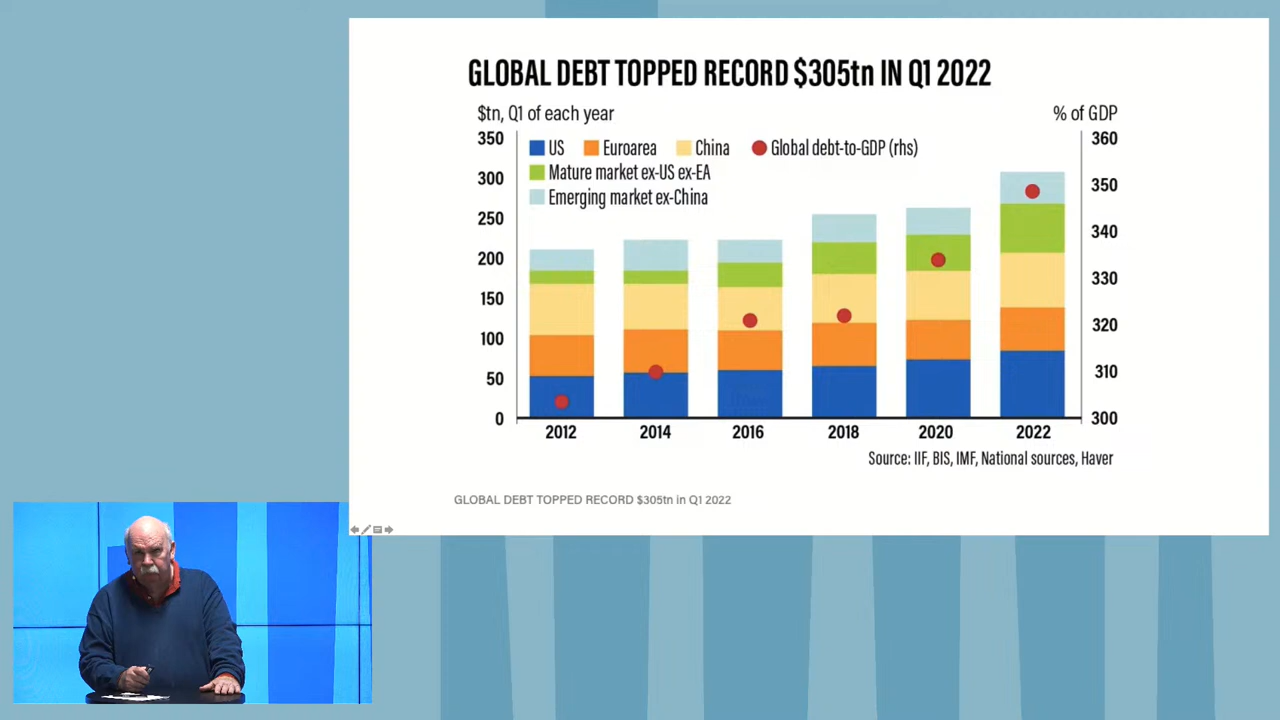 GLOBAL DEBT TOPPED RECORD $305tn IN Q1 2022
$tn, Q1 of each year
% of GDP
350
360
US
Euroarea
China
Global debt-to-GDP (rhs)
Mature market ex-US ex-EA
300
350
Emerging market ex-China
250
340
200
330
150
100
320
50
310
0
300
2012
2014
2016
2018
2020
2022
Source: IIF, BIS, IMF, National sources, Haver
GLOBAL DEBT TOPPED RECORD $305tn in Q1 2022